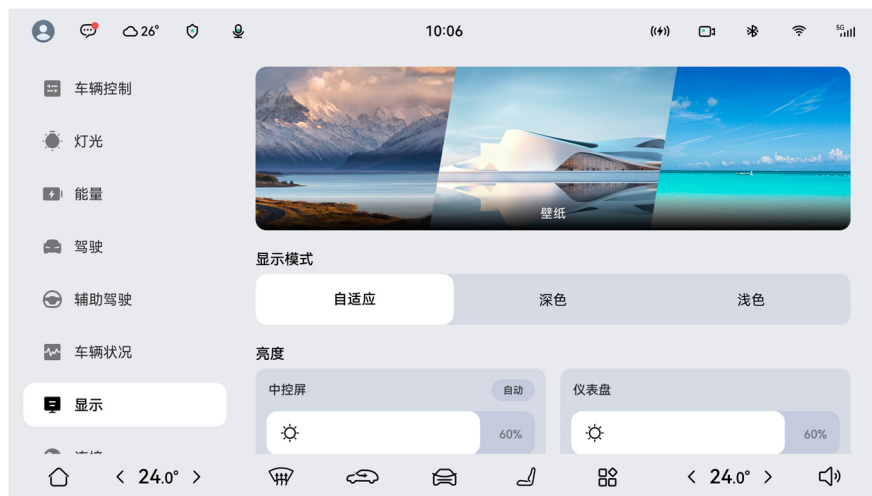 26°
10:06
5G
车辆控制
灯光
能量
驾驶
辅助驾驶
车辆状况
显示
壁纸
显示模式
自适应 深色 浅色
亮度
中控屏 自动
60%
仪表盘
60%
24.0°
24.0°